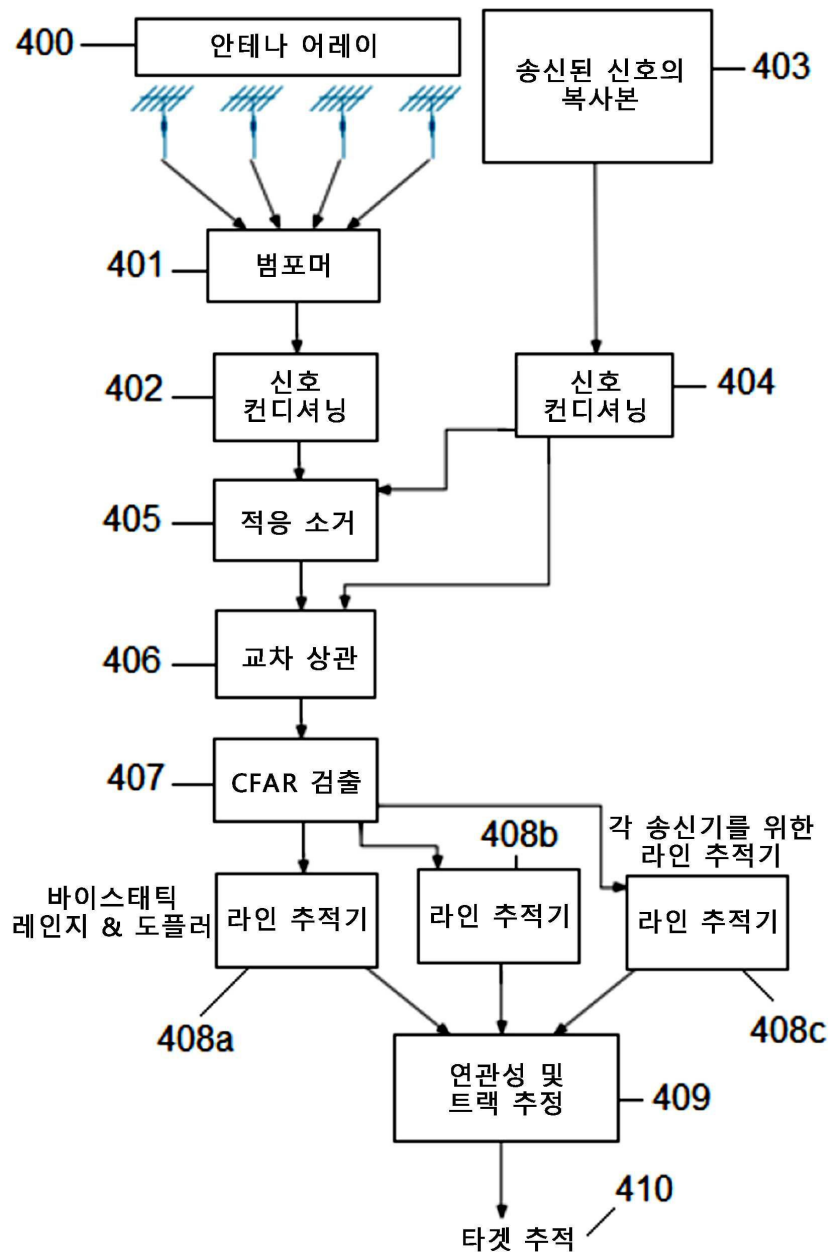 400
안테나 어레이
송신된 신호의
복사본
403
401
범포머
402
신호
컨디셔닝
신호
컨디셔닝
404
405
적응 소거
406
교차 상관
407
CFAR 검출
408b
각 송신기를 위한
라인 추적기
바이스태틱
레인지 & 도플러
라인 추적기
라인 추적기
라인 추적기
408a
408c
연관성 및
트랙 추정
409
410
타겟 추적